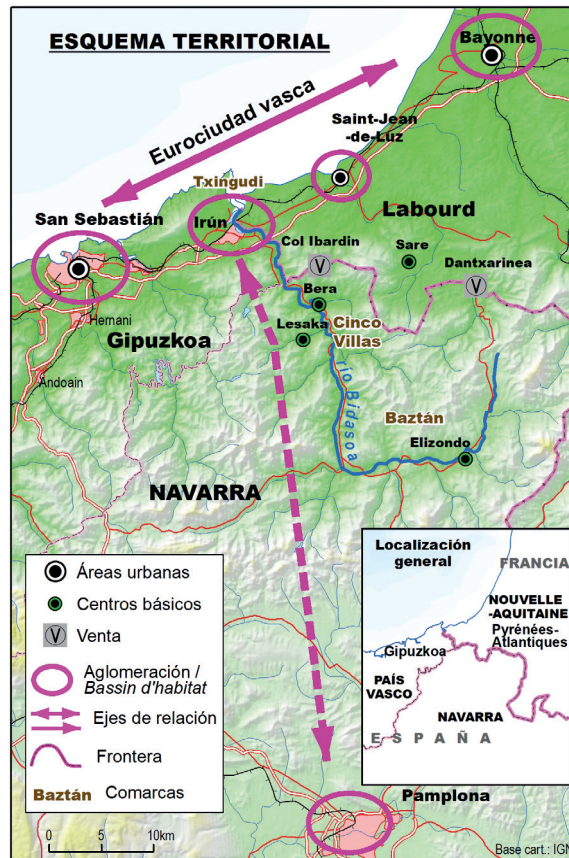 ESQUEMA TERRITORIAL
Bayonne
Eurociudad vasca
Saint-Jean
-de-Luz
Txingudi
San Sebastián
Irún
Labourd
Col Ibardin
Sare
Dantxarinea
V
V
Bera
Hernani
Lesaka
Cinco
Villas
Gipuzkoa
Andoain
río Bidasoa
Baztán
Elizondo
NAVARRA
Áreas urbanas
Centros básicos
V Venta
Aglomeración /
Bassin d'habitat
Ejes de relación
Frontera
Baztán Comarcas
0 5 10km
Localización
general
FRANCIA
NOUVELLE
-AQUITAINE
Pyrénées-
Atlantiques
Gipuzkoa
PAÍS
VASCO
NAVARRA
ESPAÑA
Pamplona
Base cart.: IGN